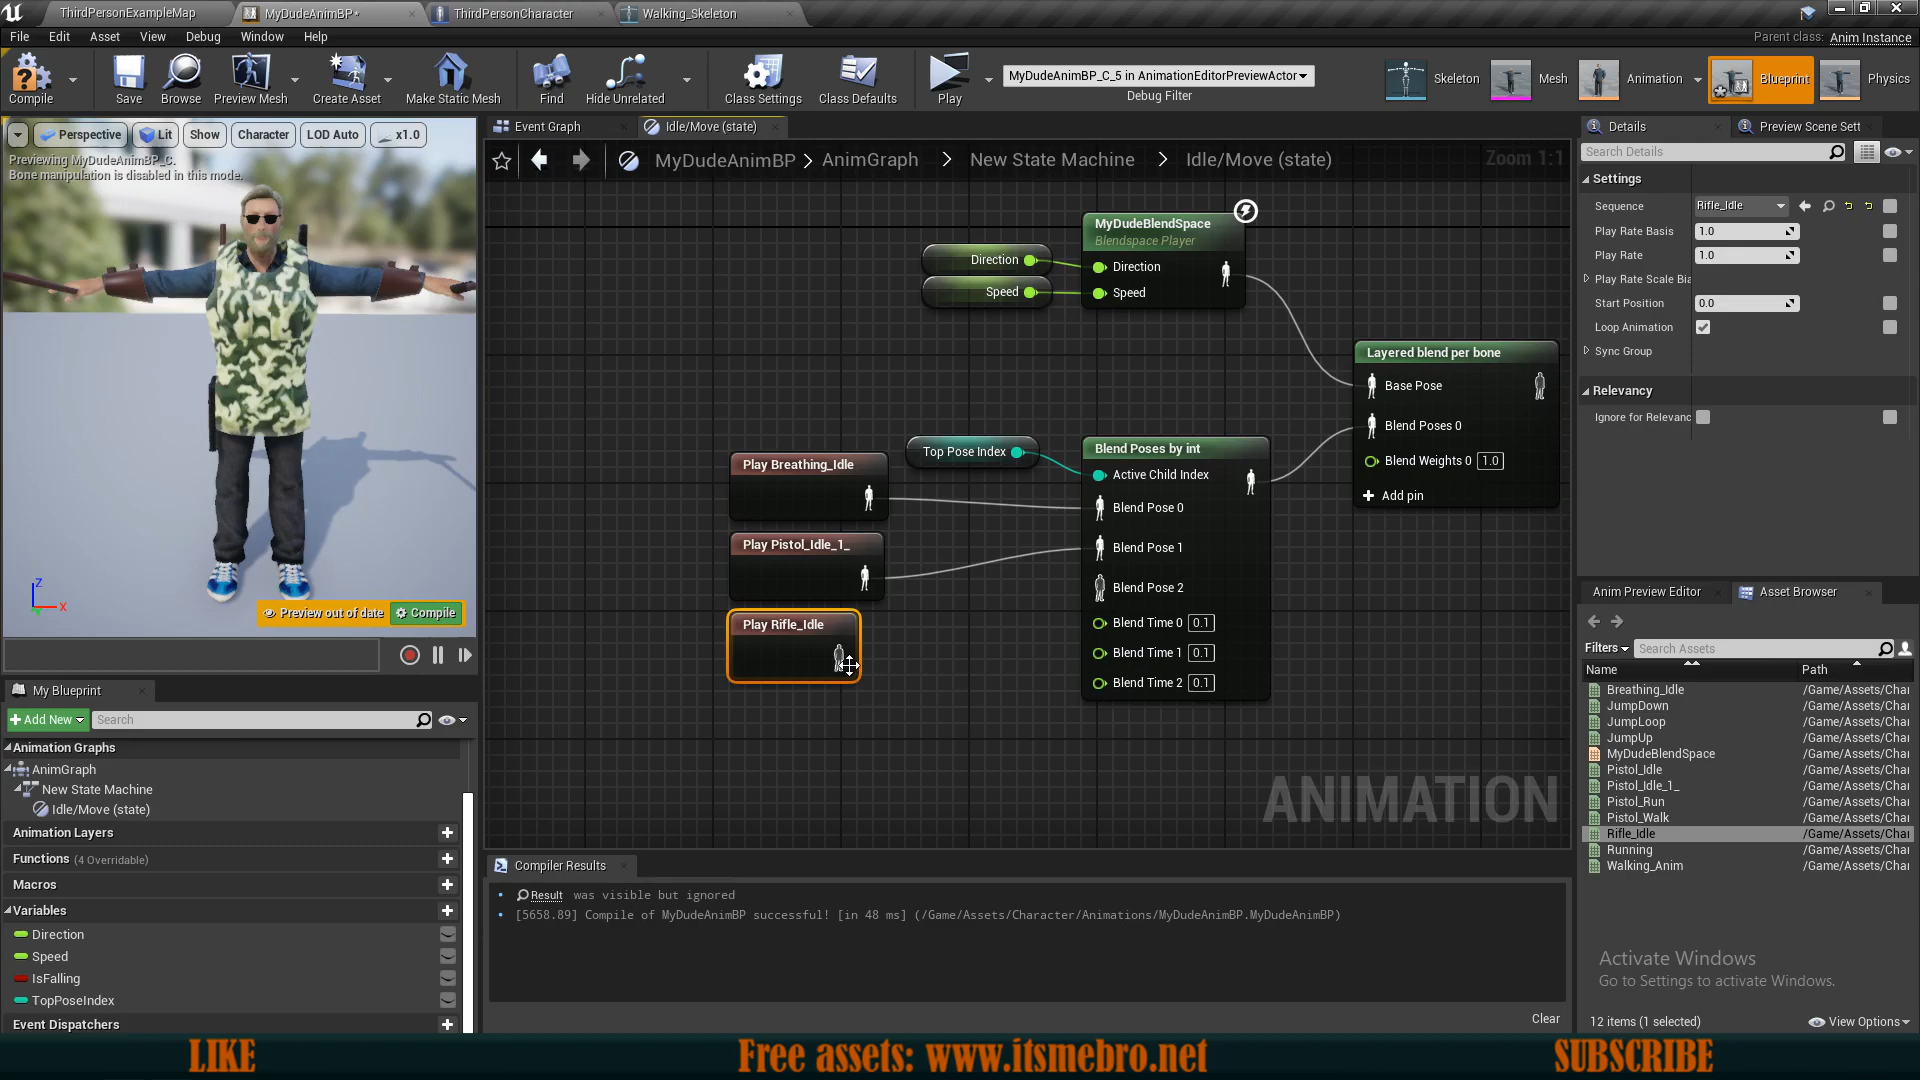 ThirdPersonExampleMap
MyDudeAnimBP*
ThirdPersonCharacter
Walking_Skeleton
File
Edit
Asset
View
Debug
Window
Help
Parent class: Anim Instance
Compile
Save
Browse
Preview Mesh
Create Asset
Make Static Mesh
Find
Hide Unrelated
Class Settings
Class Defaults
Play
MyDudeAnimBP_C_5 in AnimationEditorPreviewActor
Debug Filter
Skeleton
Mesh
Animation
Blueprint
Physics
Perspective
Lit
Show
Character
LOD Auto
x1.0
Previewing MyDudeAnimBP_C.
Bone manipulation is disabled in this mode.
Z
X
Preview out of date
Compile
Event Graph
Idle/Move (state)
MyDudeAnimBP > AnimGraph > New State Machine > Idle/Move (state)
Zoom 1:1
MyDudeBlendSpace
Blendspace Player
Direction
Direction
Speed
Speed
Layered blend per bone
Base Pose
Blend Poses 0
Blend Weights 0 1.0
Add pin
Top Pose Index
Blend Poses by int
Active Child Index
Blend Pose 0
Blend Pose 1
Blend Pose 2
Blend Time 0 0.1
Blend Time 1 0.1
Blend Time 2 0.1
Play Breathing_Idle
Play Pistol_Idle_1_
Play Rifle_Idle
ANIMATION
My Blueprint
Add New
Search
Animation Graphs
AnimGraph
New State Machine
Idle/Move (state)
Animation Layers
Functions (4 Overridable)
Macros
Variables
Direction
Speed
IsFalling
TopPoseIndex
Event Dispatchers
Compiler Results
Result was visible but ignored
[5658.89] Compile of MyDudeAnimBP successful! [in 48 ms] (/Game/Assets/Character/Animations/MyDudeAnimBP.MyDudeAnimBP)
Clear
Details
Preview Scene Sett
Search Details
Settings
Sequence
Rifle_Idle
Play Rate Basis
1.0
Play Rate
1.0
Play Rate Scale Bia
Start Position
0.0
Loop Animation
Sync Group
Relevancy
Ignore for Relevanc
Anim Preview Editor
Asset Browser
Filters
Search Assets
Name
Path
Breathing_Idle /Game/Assets/Chai
JumpDown /Game/Assets/Chai
JumpLoop /Game/Assets/Chai
JumpUp /Game/Assets/Chai
MyDudeBlendSpace /Game/Assets/Chai
Pistol_Idle /Game/Assets/Chai
Pistol_Idle_1_ /Game/Assets/Chai
Pistol_Run /Game/Assets/Chai
Pistol_Walk /Game/Assets/Chai
Rifle_Idle /Game/Assets/Chai
Running /Game/Assets/Chai
Walking_Anim /Game/Assets/Chai
Activate Windows
Go to Settings to activate Windows.
12 items (1 selected)
View Options
LIKE
Free assets: www.itsmebro.net
SUBSCRIBE